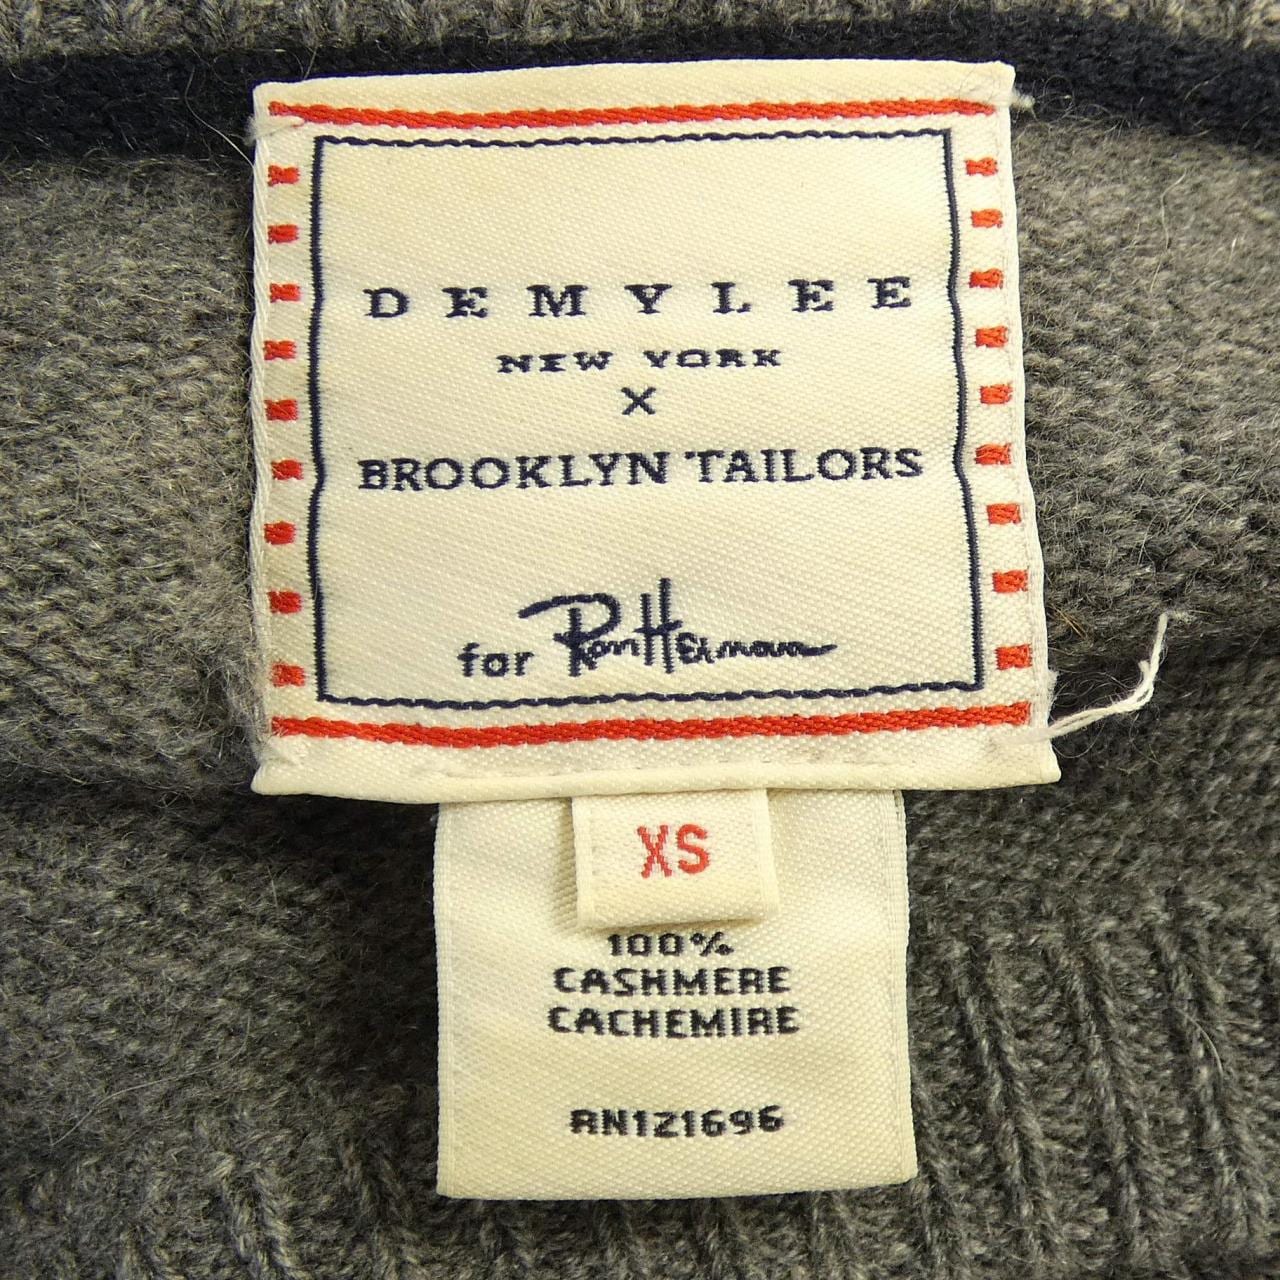 DEMYLEE
NEW YORK
X
BROOKLYN TAILORS
for Ron Herman
XS
100%
CASHMERE
CACHEMIRE
RN121696